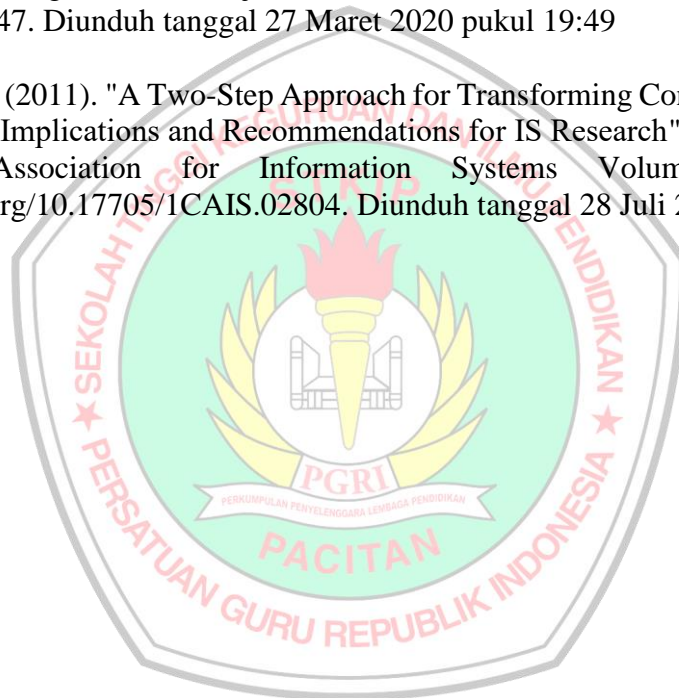 47. Diunduh tanggal 27 Maret 2020 pukul 19:49
(2011). "A Two-Step Approach for Transforming Con
Implications and Recommendations for IS Research"
Association for Information Systems Volum
rg/10.17705/1CAIS.02804. Diunduh tanggal 28 Juli 2
SEKOLAH TINGGI KEGURUAN DAN ILMU PENDIDIKAN
STKIP
PGRI
PERKUMPULAN PENYELENGGARA LEMBAGA PENDIDIKAN
PACITAN
PERSATUAN GURU REPUBLIK INDONESIA